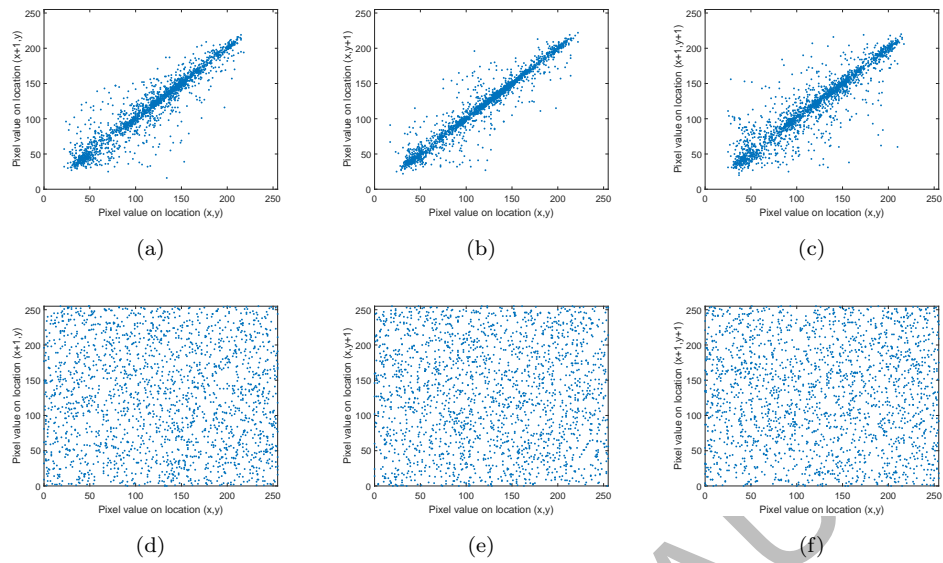 Pixel value on location (x+1,y)
250
200
150
100
50
0
0 50 100 150 200 250
Pixel value on location (x,y)
(a)
Pixel value on location (x,y+1)
250
200
150
100
50
0
0 50 100 150 200 250
Pixel value on location (x,y)
(b)
Pixel value on location (x+1,y+1)
250
200
150
100
50
0
0 50 100 150 200 250
Pixel value on location (x,y)
(c)
Pixel value on location (x+1,y)
250
200
150
100
50
0
0 50 100 150 200 250
Pixel value on location (x,y)
(d)
Pixel value on location (x,y+1)
250
200
150
100
50
0
0 50 100 150 200 250
Pixel value on location (x,y)
(e)
Pixel value on location (x+1,y+1)
250
200
150
100
50
0
0 50 100 150 200 250
Pixel value on location (x,y)
(f)